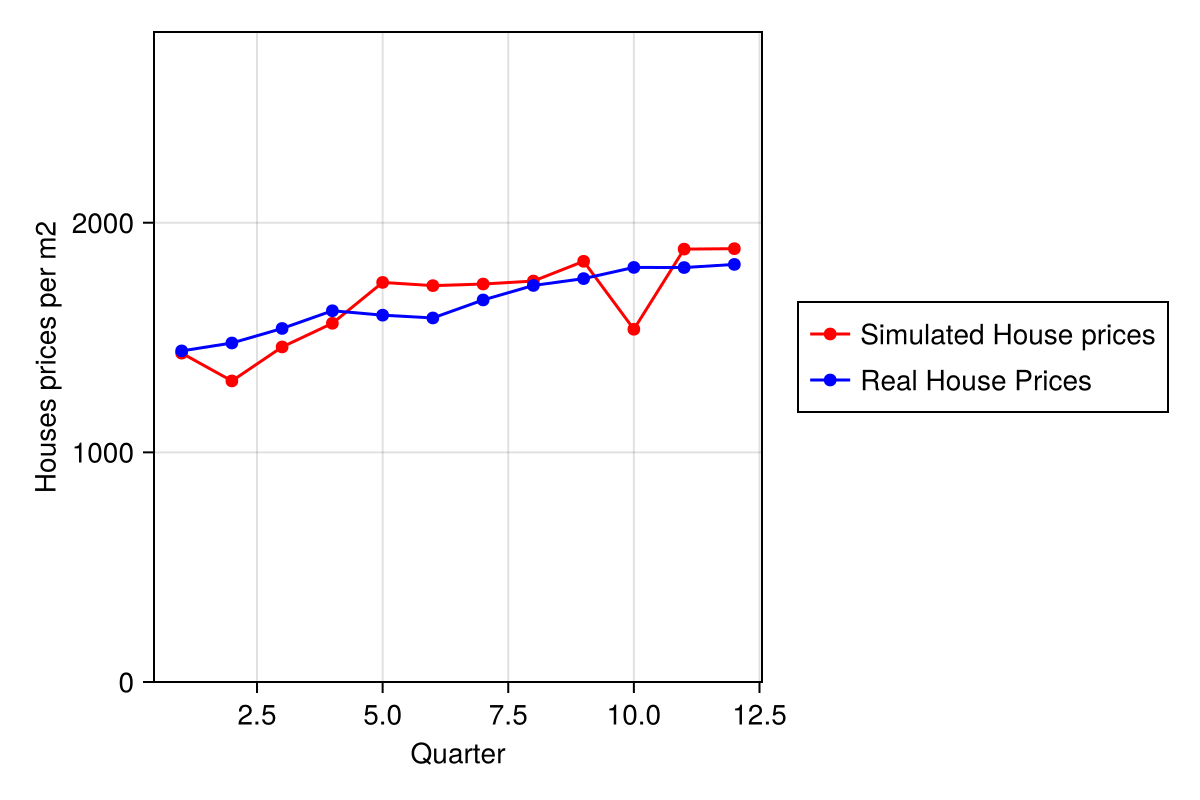 Houses prices per m2
2000
1000
0
2.5 5.0 7.5 10.0 12.5
Quarter
Simulated House prices
Real House Prices